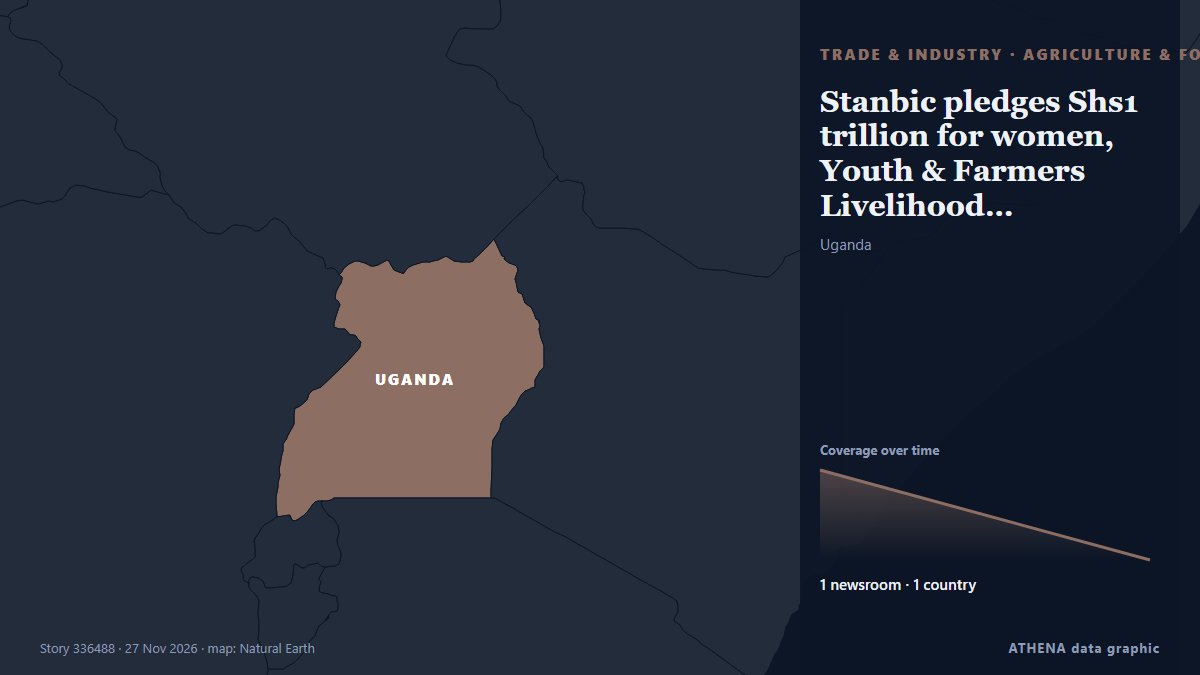 TRADE & INDUSTRY · AGRICULTURE & FO
Stanbic pledges Shs1
trillion for women,
Youth & Farmers
Livelihood...
Uganda
UGANDA
Coverage over time
1 newsroom · 1 country
Story 336488 · 27 Nov 2026 · map: Natural Earth
ATHENA data graphic